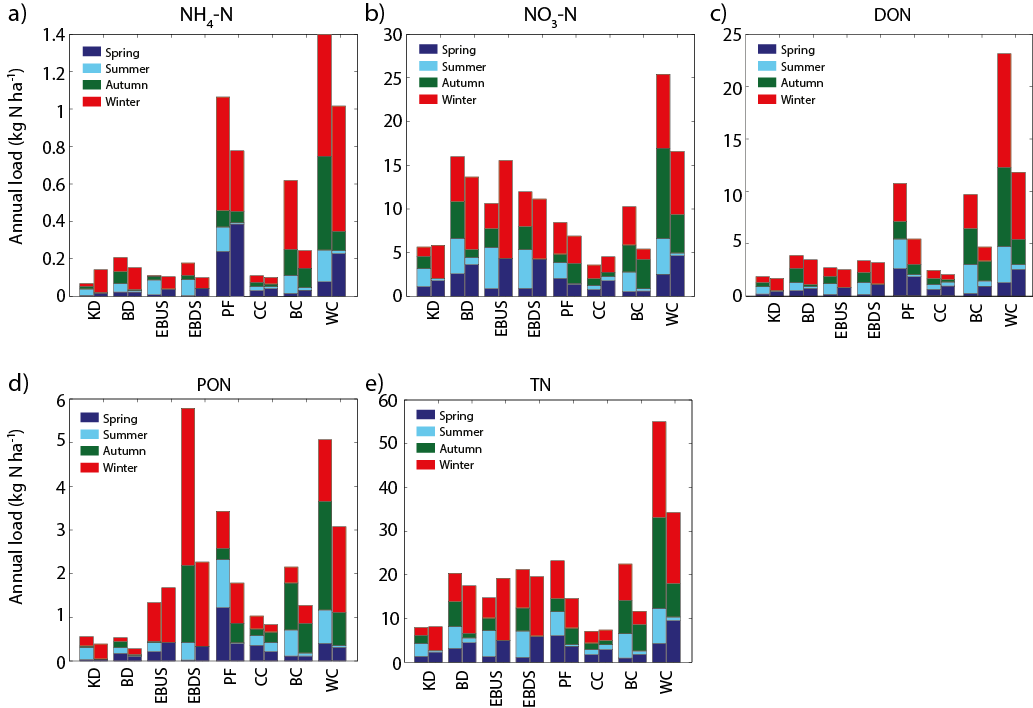 a)
NH4-N
Annual load (kg N ha-1)
1.4
1.4
1.2
1
0.8
0.6
0.4
0.2
0
Spring
Summer
Autumn
Winter
KD
BD
EBUS
EBDS
PF
CC
BC
WC
b)
NO3-N
30
25
20
15
10
5
0
Spring
Summer
Autumn
Winter
KD
BD
EBUS
EBDS
PF
CC
BC
WC
c)
DON
25
20
15
10
5
0
Spring
Summer
Autumn
Winter
KD
BD
EBUS
EBDS
PF
CC
BC
WC
d)
PON
Annual load (kg N ha-1)
6
5
4
3
2
1
0
Spring
Summer
Autumn
Winter
KD
BD
EBUS
EBDS
PF
CC
BC
WC
e)
TN
60
50
40
30
20
10
0
Spring
Summer
Autumn
Winter
KD
BD
EBUS
EBDS
PF
CC
BC
WC